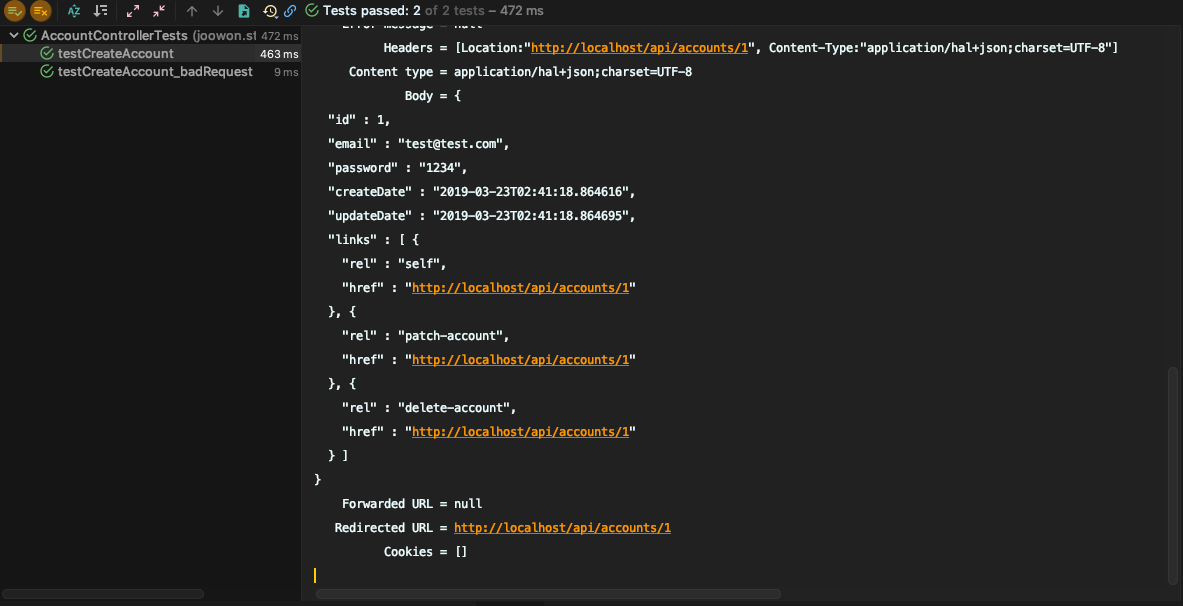 Tests passed: 2 of 2 tests – 472 ms
AccountControllerTests (joowon.st 472 ms
testCreateAccount 463 ms
testCreateAccount_badRequest 9 ms
Error message = null
Headers = [Location:"http://localhost/api/accounts/1", Content-Type:"application/hal+json;charset=UTF-8"]
Content type = application/hal+json;charset=UTF-8
Body = {
"id" : 1,
"email" : "test@test.com",
"password" : "1234",
"createDate" : "2019-03-23T02:41:18.864616",
"updateDate" : "2019-03-23T02:41:18.864695",
"links" : [ {
"rel" : "self",
"href" : "http://localhost/api/accounts/1"
}, {
"rel" : "patch-account",
"href" : "http://localhost/api/accounts/1"
}, {
"rel" : "delete-account",
"href" : "http://localhost/api/accounts/1"
} ]
}
Forwarded URL = null
Redirected URL = http://localhost/api/accounts/1
Cookies = []